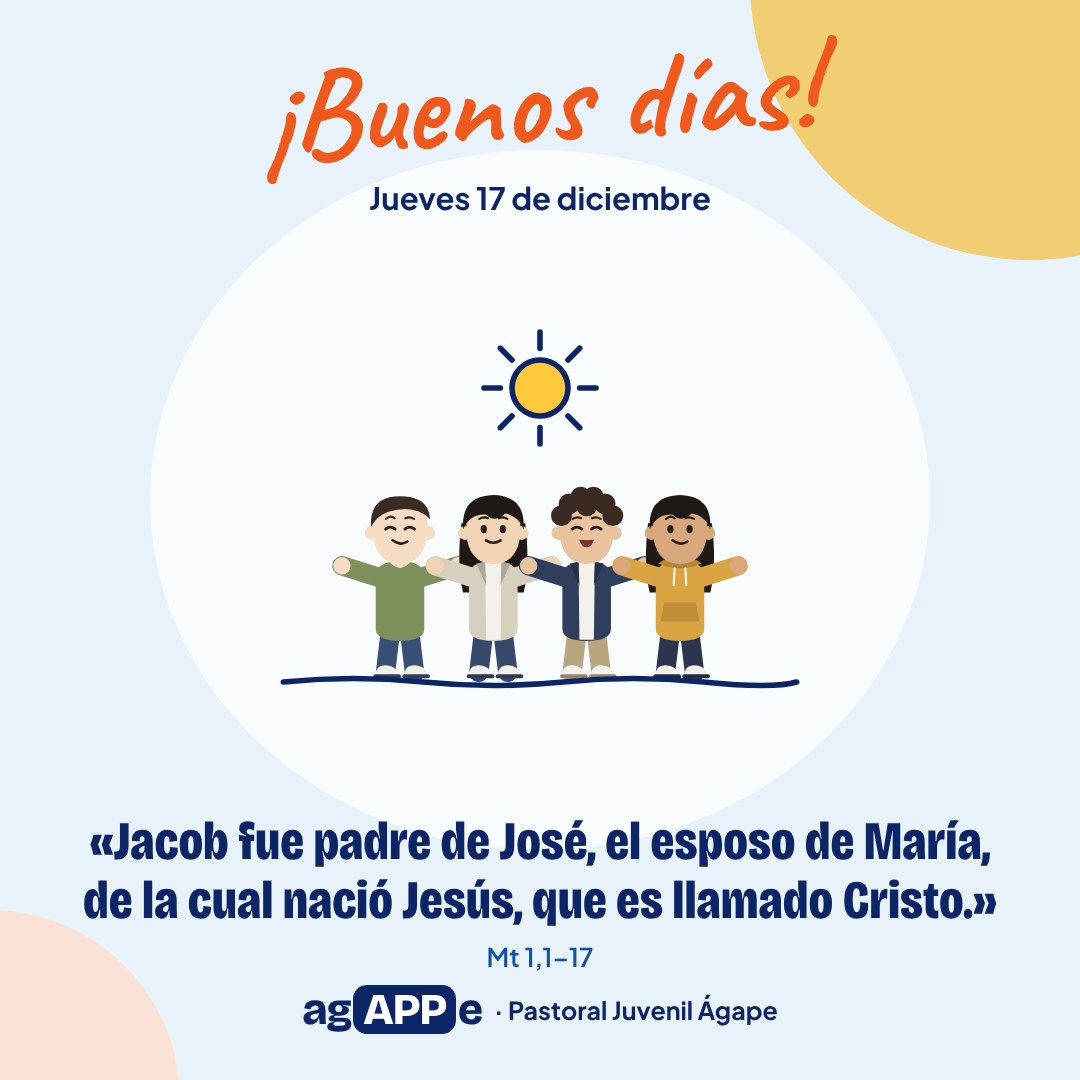 ¡Buenos días!
Jueves 17 de diciembre
«Jacob fue padre de José, el esposo de María,
de la cual nació Jesús, que es llamado Cristo.»
Mt 1,1–17
agAPPe · Pastoral Juvenil Ágape